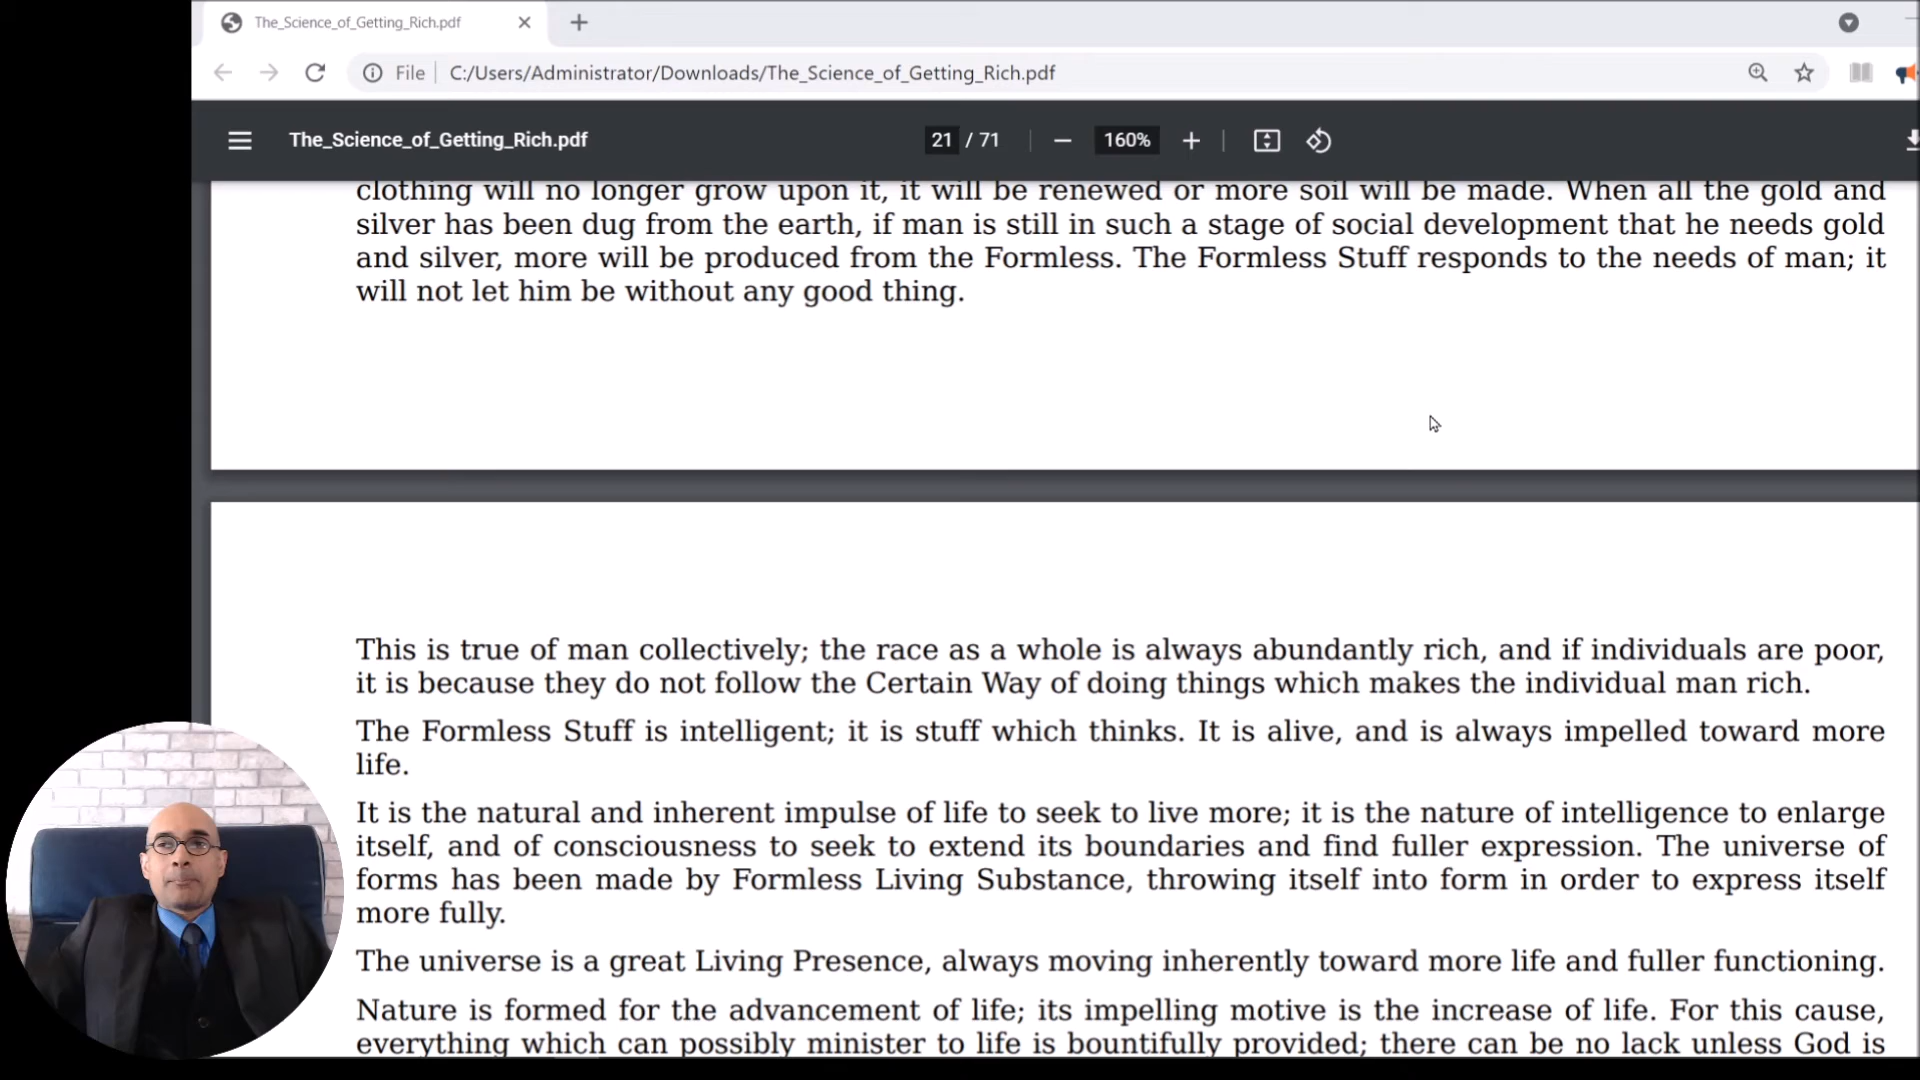 The_Science_of_Getting_Rich.pdf
File
C:/Users/Administrator/Downloads/The_Science_of_Getting_Rich.pdf
The_Science_of_Getting_Rich.pdf
21 / 71
160%
clothing will no longer grow upon it, it will be renewed or more soil will be made. When all the gold and
silver has been dug from the earth, if man is still in such a stage of social development that he needs gold
and silver, more will be produced from the Formless. The Formless Stuff responds to the needs of man; it
will not let him be without any good thing.
This is true of man collectively; the race as a whole is always abundantly rich, and if individuals are poor,
it is because they do not follow the Certain Way of doing things which makes the individual man rich.
The Formless Stuff is intelligent; it is stuff which thinks. It is alive, and is always impelled toward more
life.
It is the natural and inherent impulse of life to seek to live more; it is the nature of intelligence to enlarge
itself, and of consciousness to seek to extend its boundaries and find fuller expression. The universe of
forms has been made by Formless Living Substance, throwing itself into form in order to express itself
more fully.
The universe is a great Living Presence, always moving inherently toward more life and fuller functioning.
Nature is formed for the advancement of life; its impelling motive is the increase of life. For this cause,
everything which can possibly minister to life is bountifully provided; there can be no lack unless God is